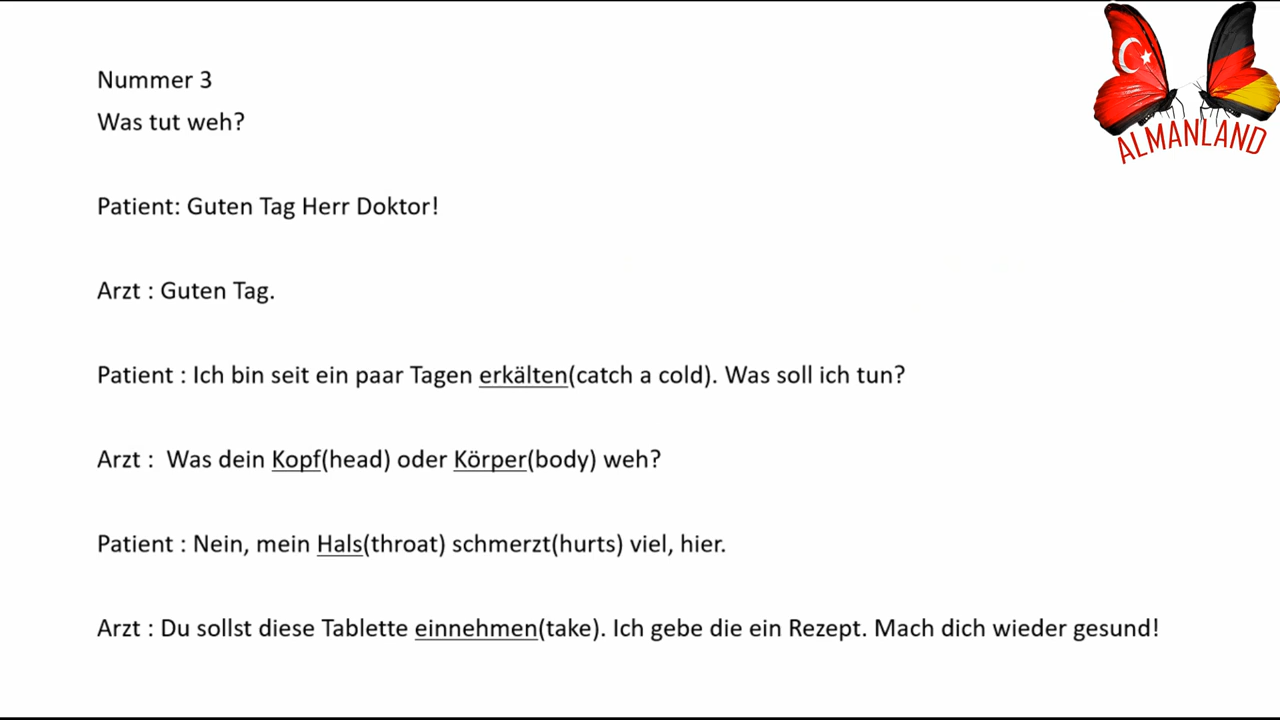 Nummer 3
Was tut weh?
Patient: Guten Tag Herr Doktor!
Arzt : Guten Tag.
Patient : Ich bin seit ein paar Tagen erkälten(catch a cold). Was soll ich tun?
Arzt :  Was dein Kopf(head) oder Körper(body) weh?
Patient : Nein, mein Hals(throat) schmerzt(hurts) viel, hier.
Arzt : Du sollst diese Tablette einnehmen(take). Ich gebe die ein Rezept. Mach dich wieder gesund!
ALMANLAND